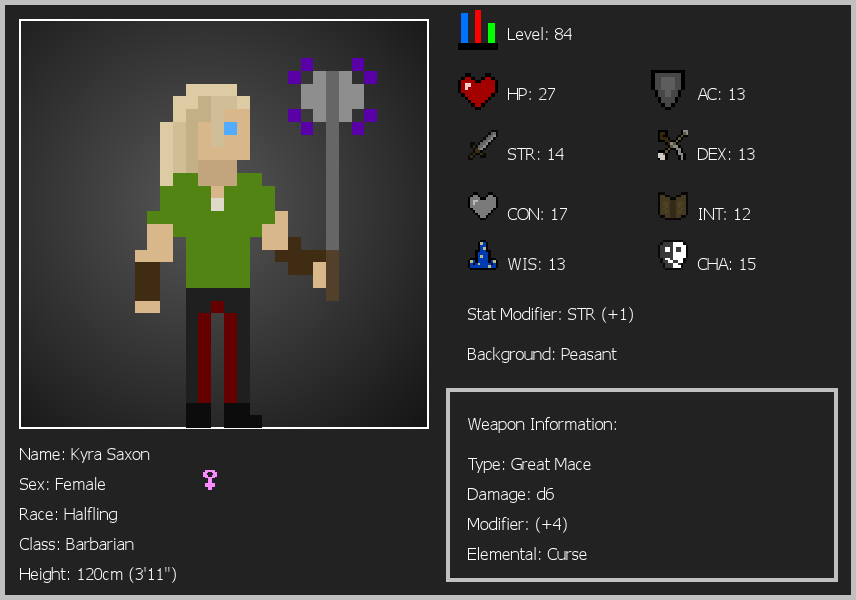 Level: 84
HP: 27
AC: 13
STR: 14
DEX: 13
CON: 17
INT: 12
WIS: 13
CHA: 15
Stat Modifier: STR (+1)
Background: Peasant
Weapon Information:
Type: Great Mace
Damage: d6
Modifier: (+4)
Elemental: Curse
Name: Kyra Saxon
Sex: Female
Race: Halfling
Class: Barbarian
Height: 120cm (3'11")